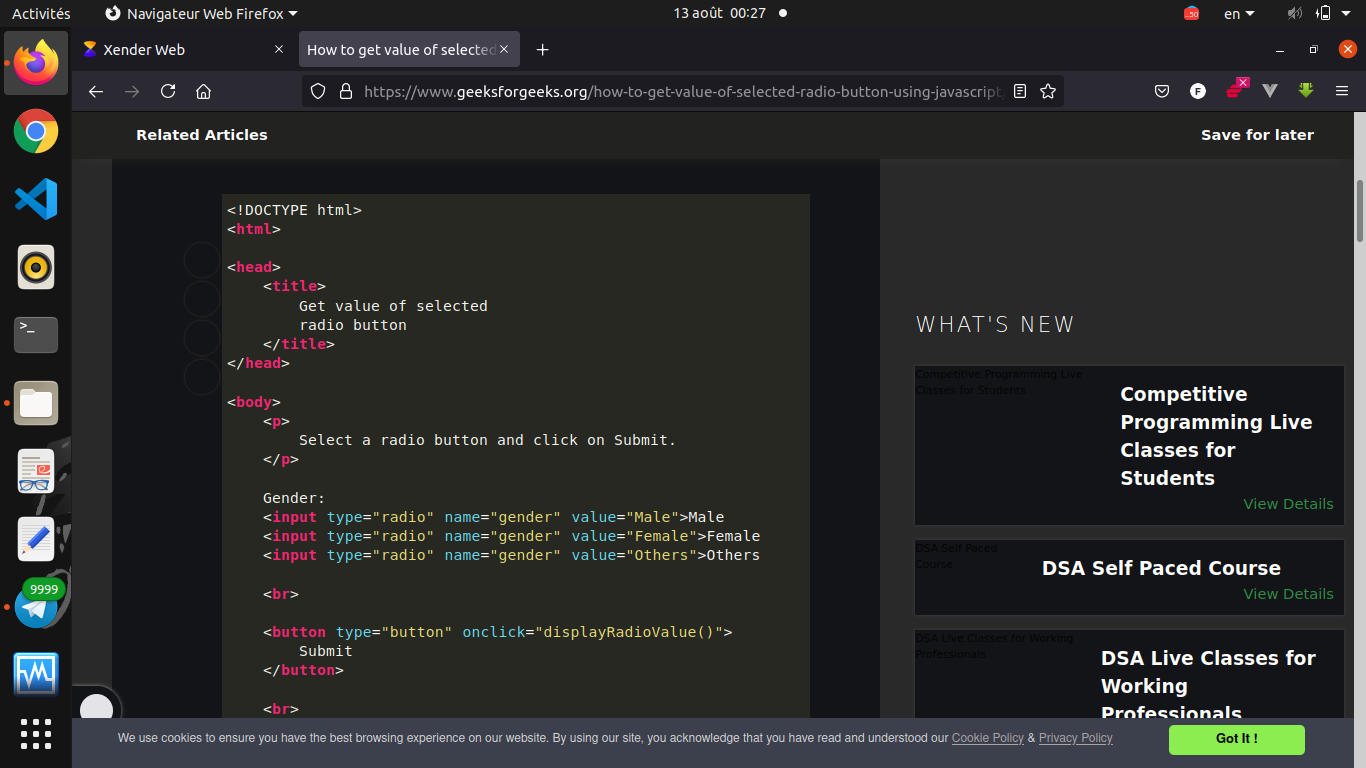 Activités Navigateur Web Firefox 13 août 00:27 50 en
Xender Web How to get value of selected
https://www.geeksforgeeks.org/how-to-get-value-of-selected-radio-button-using-javascript
Related Articles Save for later
<!DOCTYPE html>
<html>
<head>
<title>
Get value of selected
radio button
</title>
</head>
<body>
<p>
Select a radio button and click on Submit.
</p>
Gender:
<input type="radio" name="gender" value="Male">Male
<input type="radio" name="gender" value="Female">Female
<input type="radio" name="gender" value="Others">Others
<br>
<button type="button" onclick="displayRadioValue()">
Submit
</button>
<br>
WHAT'S NEW
Competitive Programming Live
Classes for Students
Competitive
Programming Live
Classes for
Students
View Details
DSA Self Paced
Course
DSA Self Paced Course
View Details
DSA Live Classes for Working
Professionals
DSA Live Classes for
Working
Professionals
9999
We use cookies to ensure you have the best browsing experience on our website. By using our site, you acknowledge that you have read and understood our Cookie Policy & Privacy Policy
Got It !